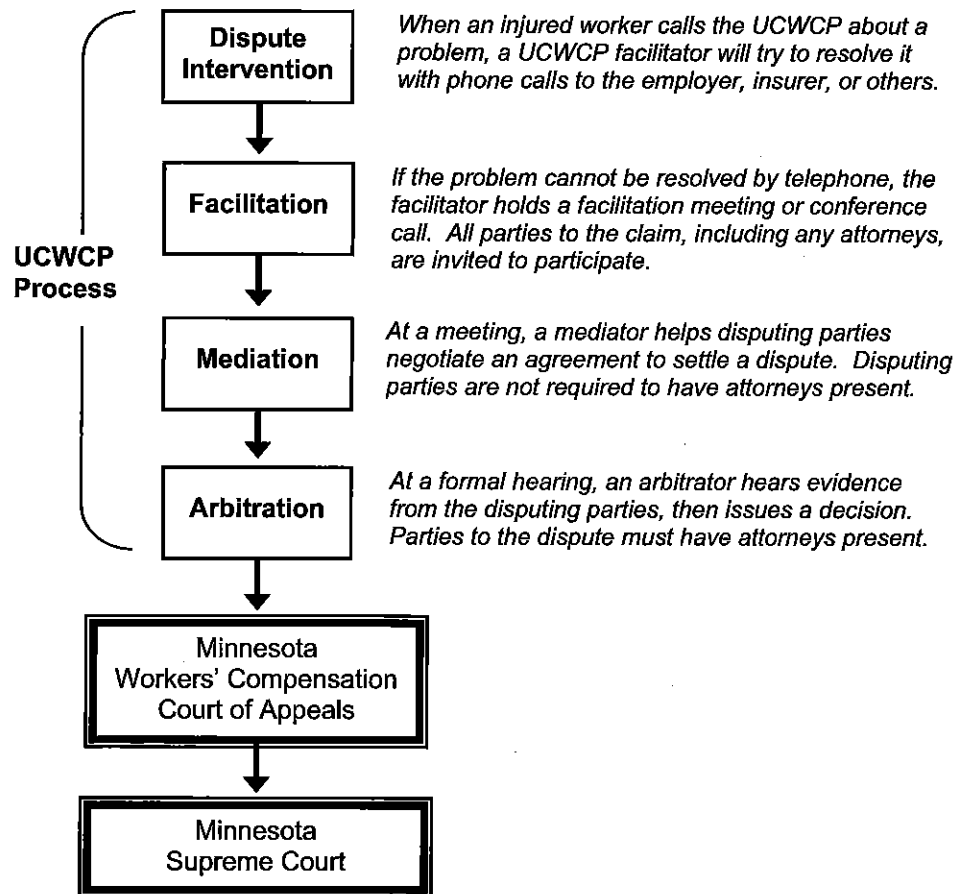 Dispute
Intervention
When an injured worker calls the UCWCP about a
problem, a UCWCP facilitator will try to resolve it
with phone calls to the employer, insurer, or others.
Facilitation
If the problem cannot be resolved by telephone, the
facilitator holds a facilitation meeting or conference
call. All parties to the claim, including any attorneys,
are invited to participate.
UCWCP
Process
Mediation
At a meeting, a mediator helps disputing parties
negotiate an agreement to settle a dispute. Disputing
parties are not required to have attorneys present.
Arbitration
At a formal hearing, an arbitrator hears evidence
from the disputing parties, then issues a decision.
Parties to the dispute must have attorneys present.
Minnesota
Workers' Compensation
Court of Appeals
Minnesota
Supreme Court